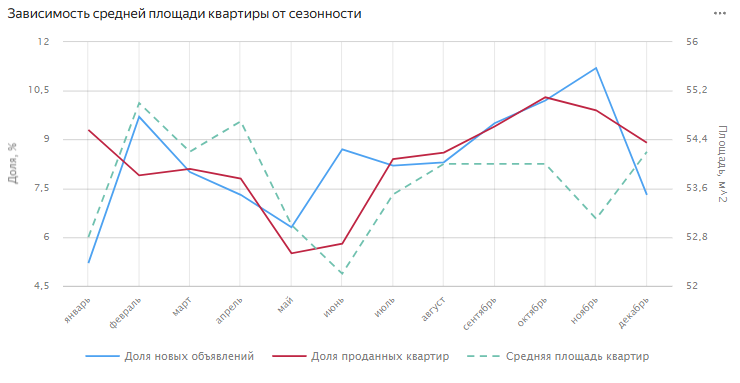 Зависимость средней площади квартиры от сезонности
12
10,5
9
7,5
6
4,5
Доля, %
56
55,2
54,4
53,6
52,8
52
Площадь, м^2
январь
февраль
март
апрель
май
июнь
июль
август
сентябрь
октябрь
ноябрь
декабрь
Доля новых объявлений
Доля проданных квартир
Средняя площадь квартир